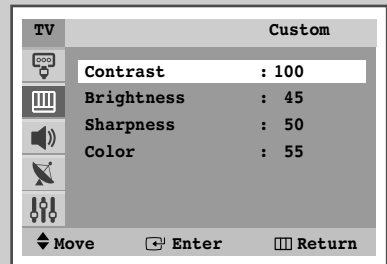 TV Custom
Contrast : 100
Brightness : 45
Sharpness : 50
Color : 55
Move Enter Return